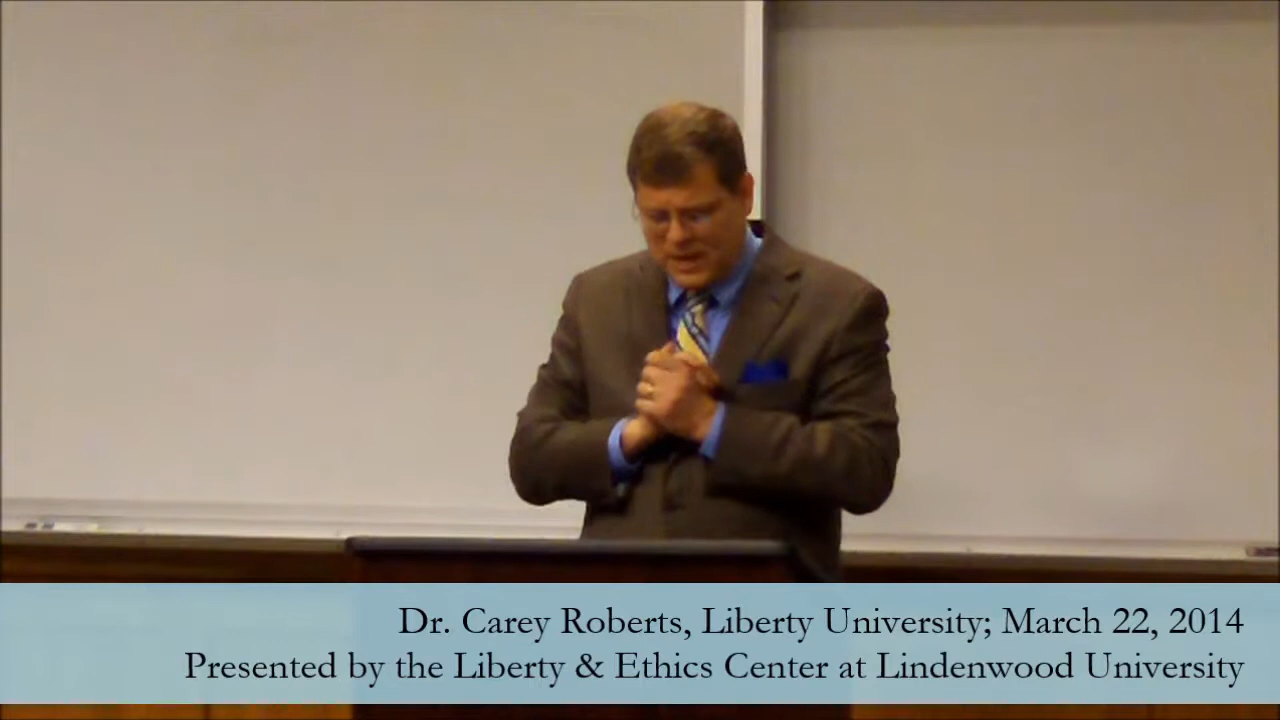 Dr. Carey Roberts, Liberty University; March 22, 2014
Presented by the Liberty & Ethics Center at Lindenwood University